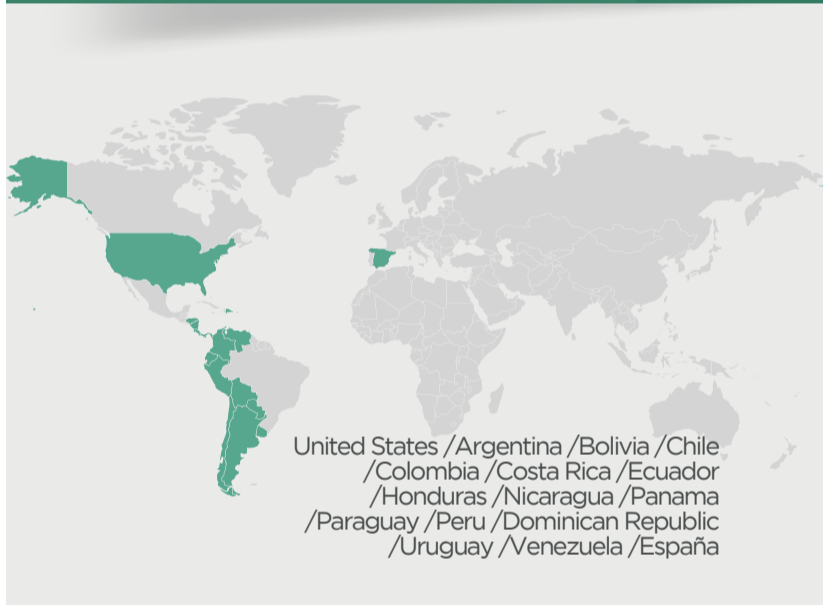 United States /Argentina /Bolivia /Chile
/Colombia /Costa Rica /Ecuador
/Honduras /Nicaragua /Panama
/Paraguay /Peru /Dominican Republic
/Uruguay /Venezuela /España